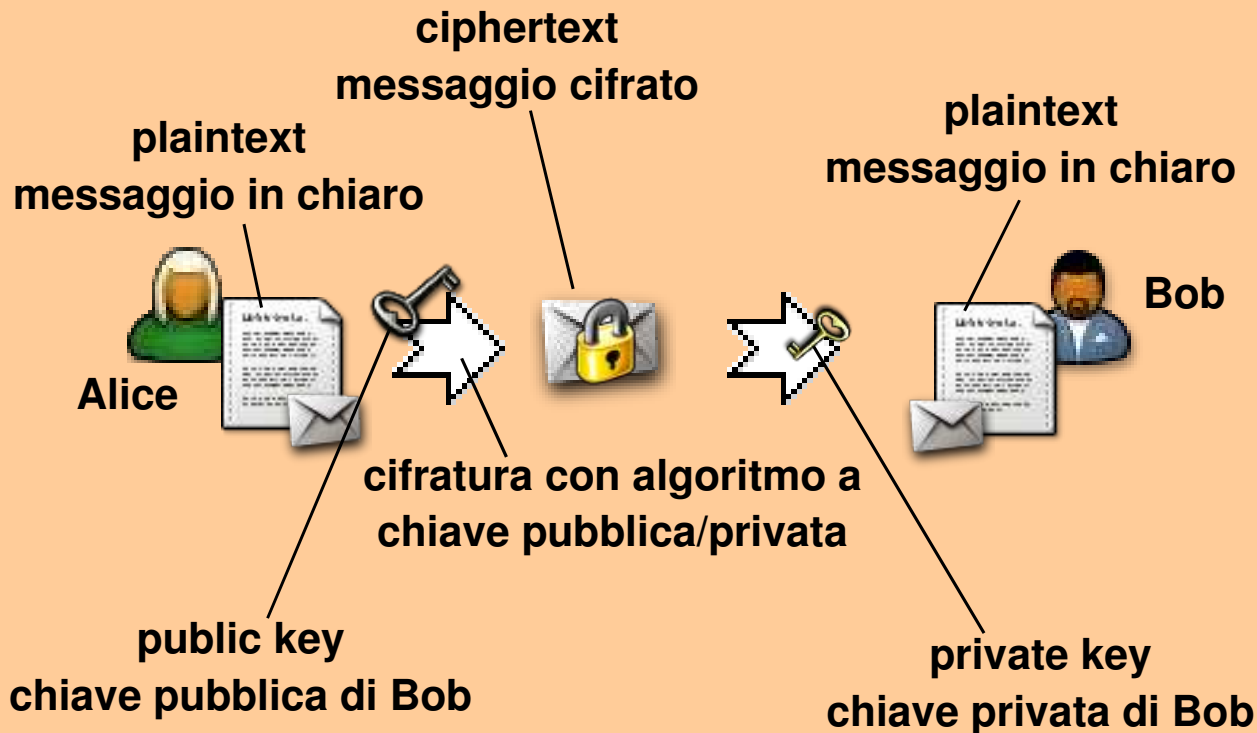 ciphertext
messaggio cifrato
plaintext
messaggio in chiaro
plaintext
messaggio in chiaro
Alice
Bob
cifratura con algoritmo a
chiave pubblica/privata
public key
chiave pubblica di Bob
private key
chiave privata di Bob